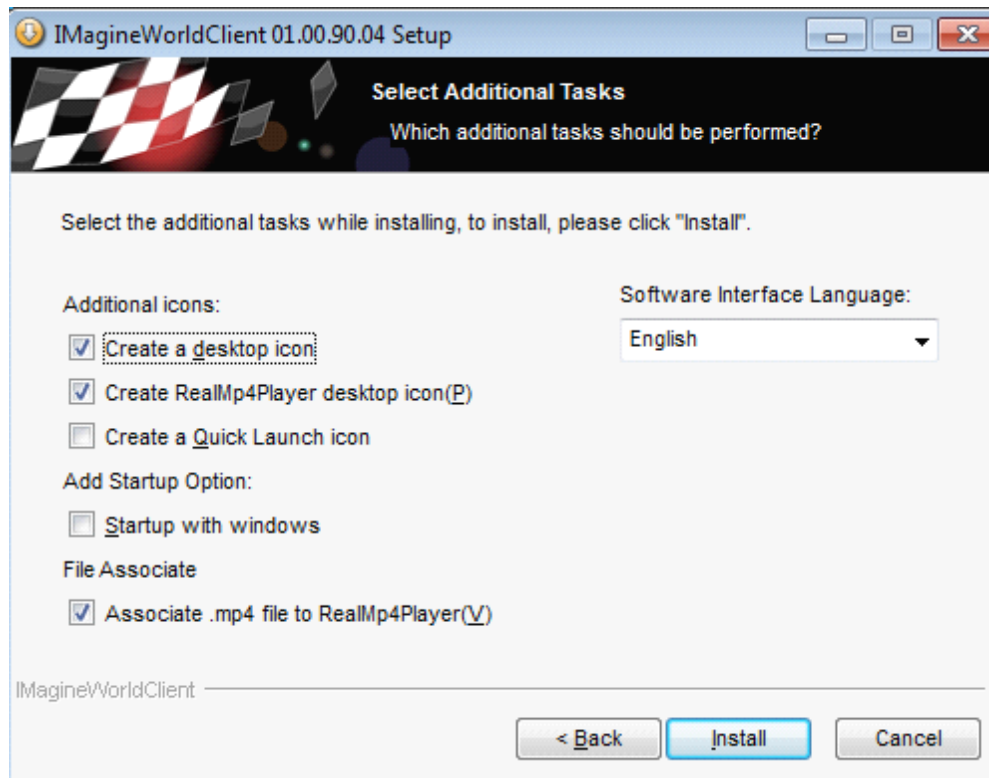 IMagineWorldClient 01.00.90.04 Setup
Select Additional Tasks
Which additional tasks should be performed?
Select the additional tasks while installing, to install, please click "Install".
Additional icons:
Software Interface Language:
Create a desktop icon
English
Create RealMp4Player desktop icon(P)
Create a Quick Launch icon
Add Startup Option:
Startup with windows
File Associate
Associate .mp4 file to RealMp4Player(V)
IMagineWorldClient
< Back
Install
Cancel